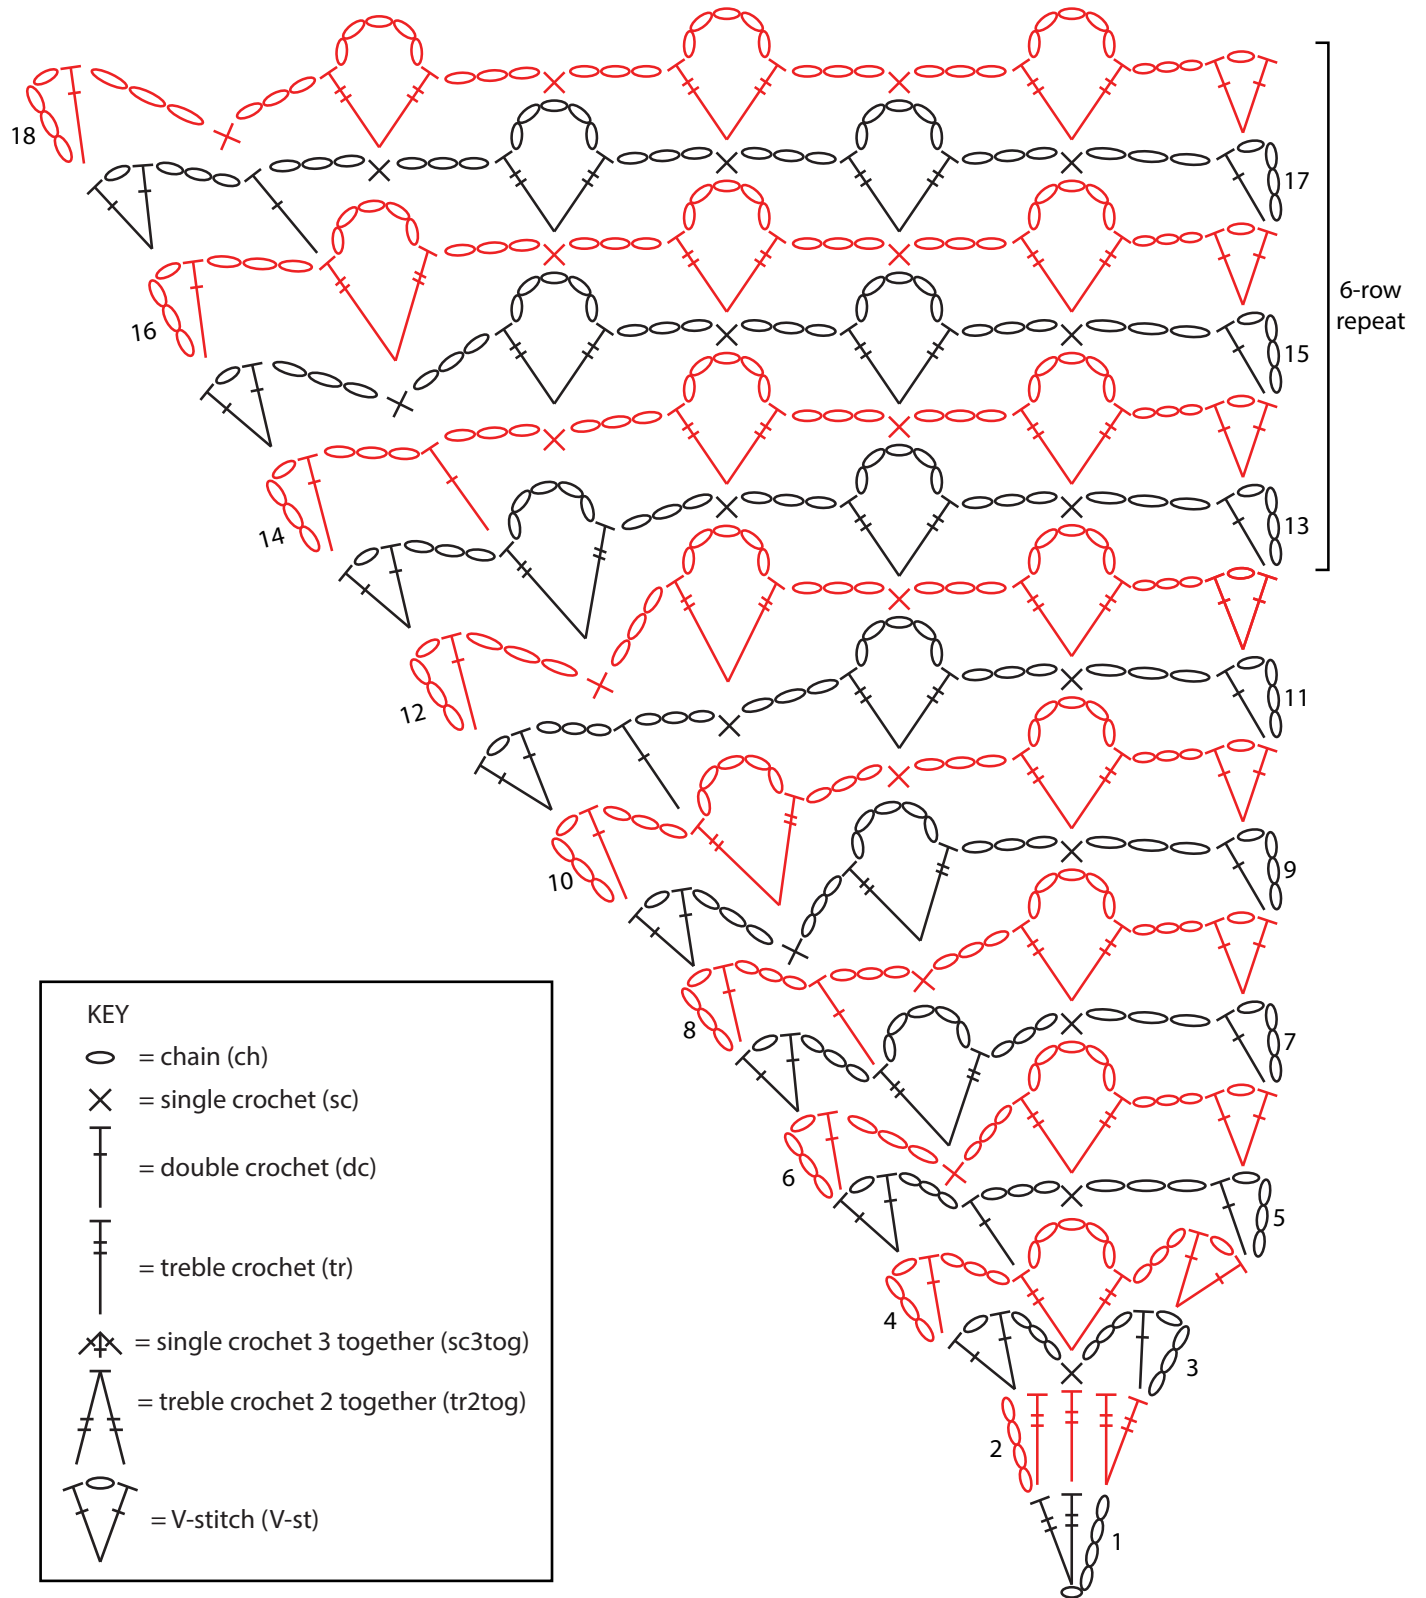 18
17
16
15
14
13
12
11
10
9
8
7
6
5
4
3
2
1
6-row
repeat
KEY
= chain (ch)
= single crochet (sc)
= double crochet (dc)
= treble crochet (tr)
= single crochet 3 together (sc3tog)
= treble crochet 2 together (tr2tog)
= V-stitch (V-st)